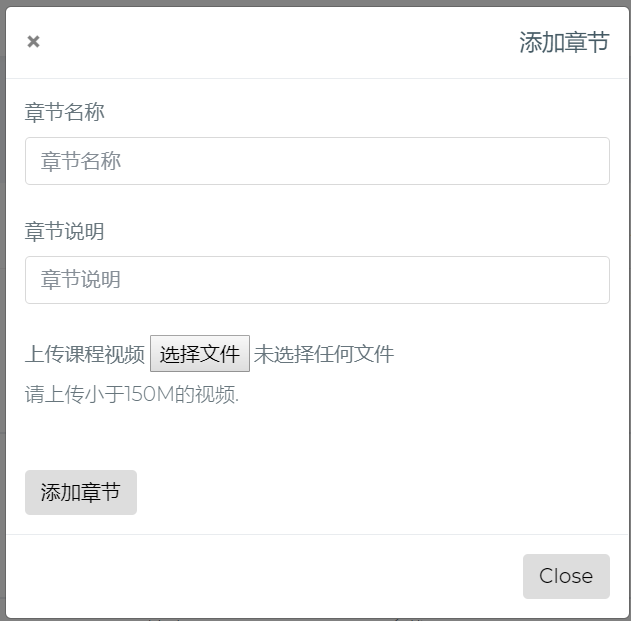 × 添加章节
章节名称
章节名称
章节说明
章节说明
上传课程视频 选择文件 未选择任何文件
请上传小于150M的视频.
添加章节
Close